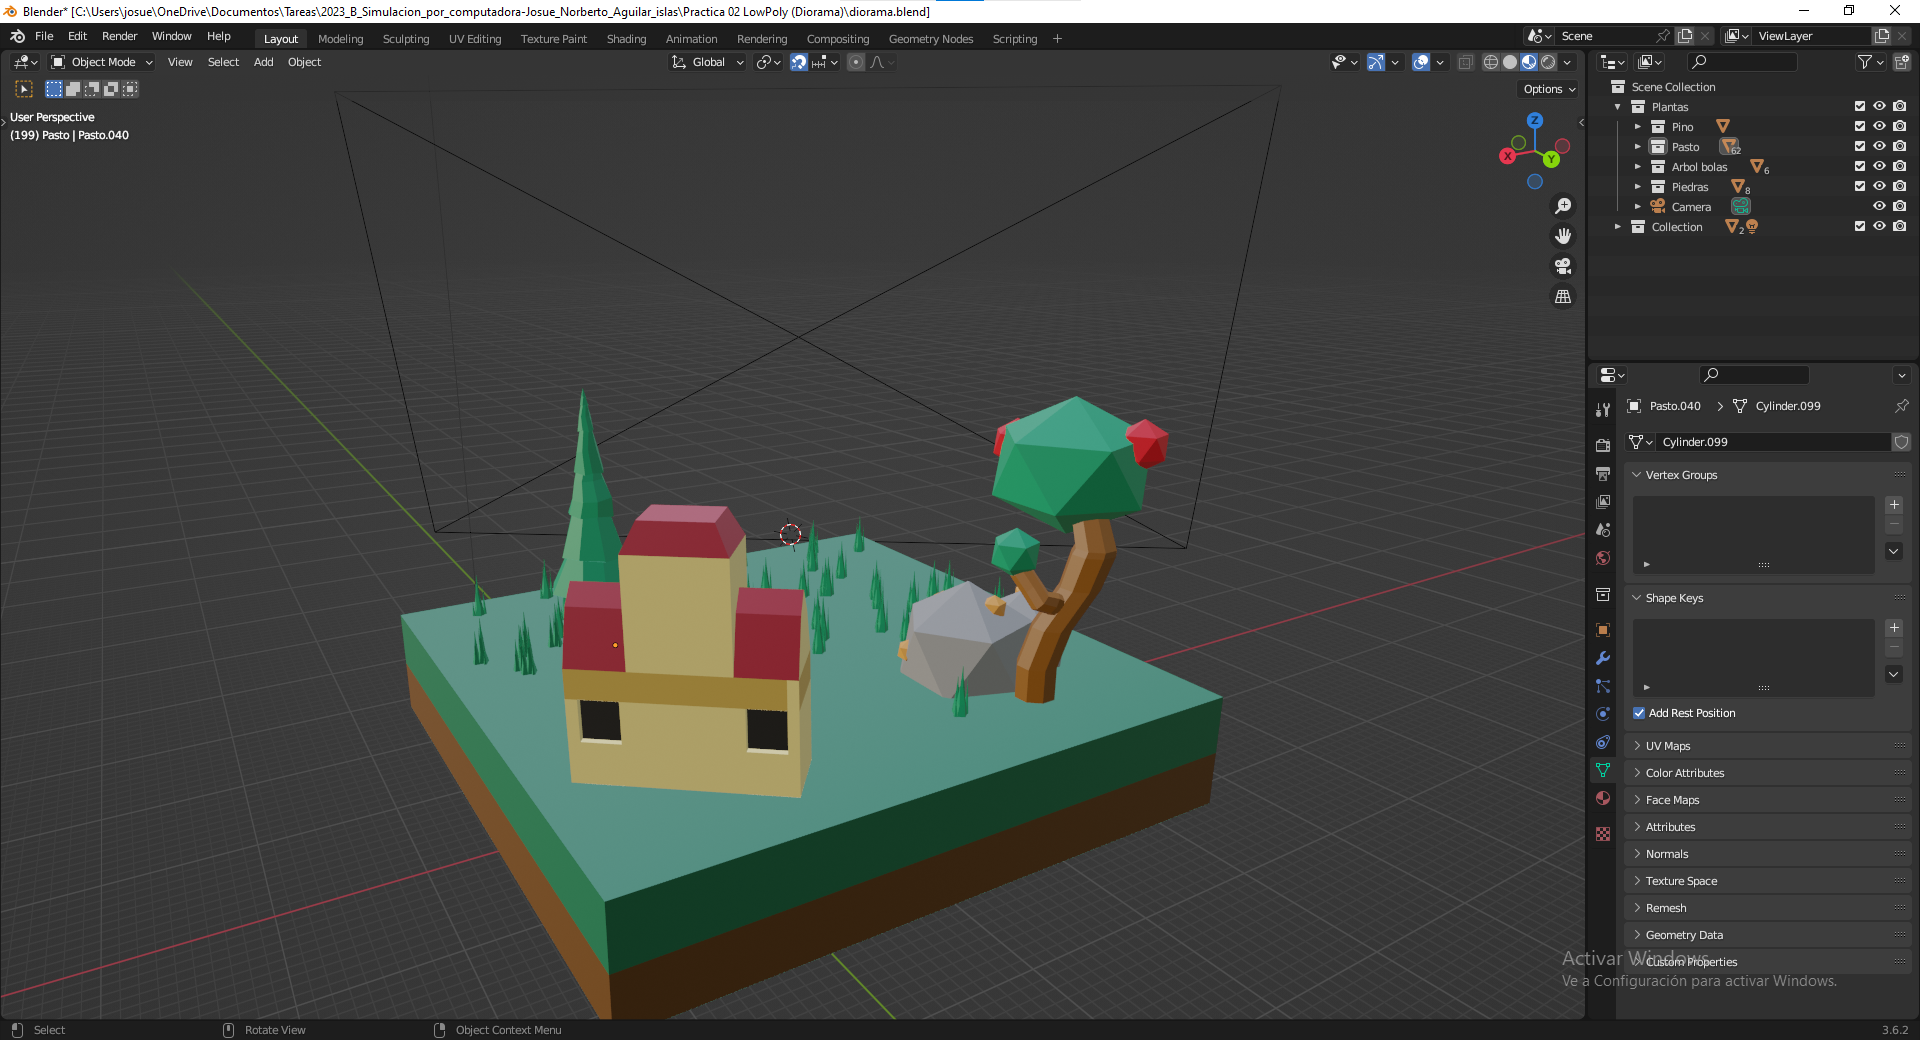 Blender* [C:\Users\josue\OneDrive\Documentos\Tareas\2023_B_Simulacion_por_computadora-Josue_Norberto_Aguilar_islas\Practica 02 LowPoly (Diorama)\diorama.blend]
File Edit Render Window Help Layout Modeling Sculpting UV Editing Texture Paint Shading Animation Rendering Compositing Geometry Nodes Scripting + Scene ViewLayer
Object Mode View Select Add Object Global
Options
User Perspective
(199) Pasto | Pasto.040
Z
X
Y
Scene Collection
Plantas
Pino
Pasto 62
Arbol bolas 6
Piedras 8
Camera
Collection 2
Pasto.040 > Cylinder.099
Cylinder.099
Vertex Groups
Shape Keys
Add Rest Position
UV Maps
Color Attributes
Face Maps
Attributes
Normals
Texture Space
Remesh
Geometry Data
Custom Properties
Activar Windows
Ve a Configuración para activar Windows.
Select Rotate View Object Context Menu 3.6.2